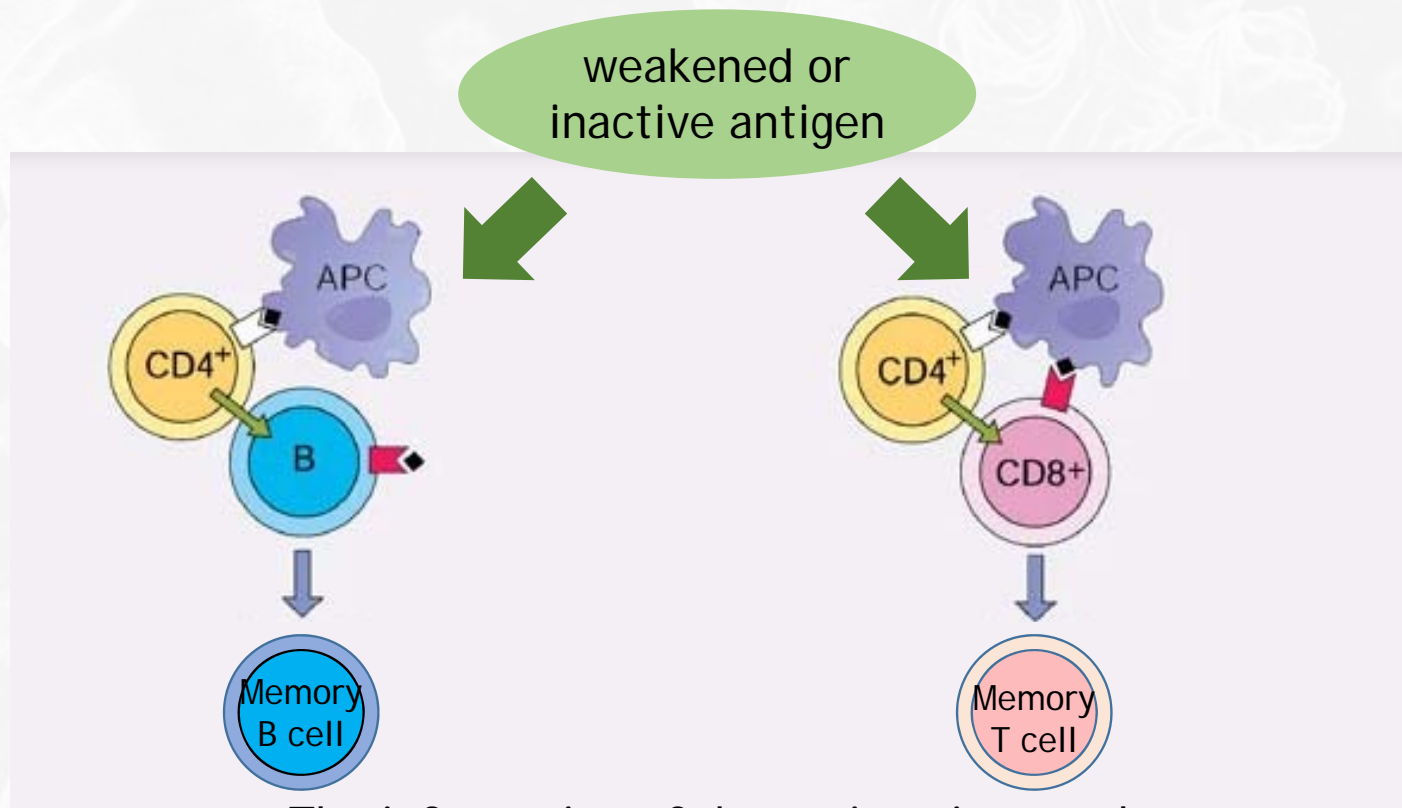 weakened or
inactive antigen
APC
APC
CD4+
CD4+
B
CD8+
Memory
B cell
Memory
T cell